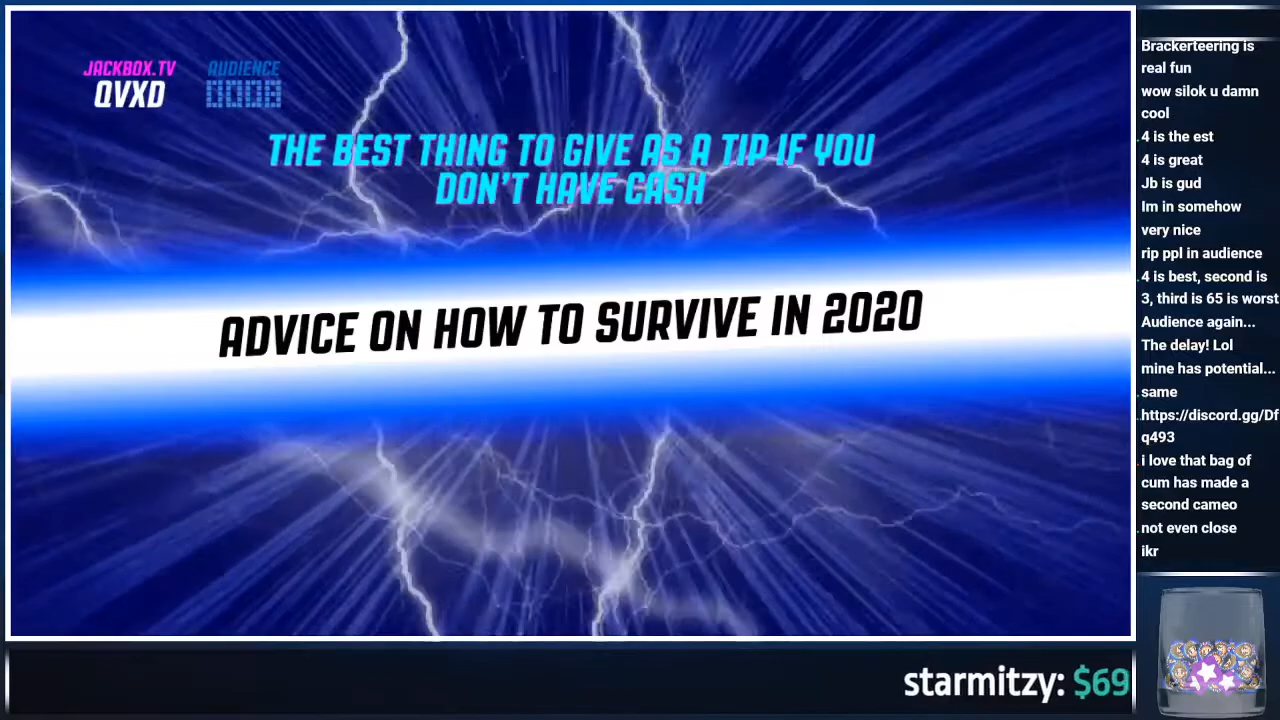 JACKBOX.TV
QVXD
AUDIENCE
THE BEST THING TO GIVE AS A TIP IF YOU
DON'T HAVE CASH
ADVICE ON HOW TO SURVIVE IN 2020
Brackerteering is
real fun
wow silok u damn
cool
4 is the est
4 is great
Jb is gud
Im in somehow
very nice
rip ppl in audience
4 is best, second is
3, third is 65 is worst
Audience again...
The delay! Lol
mine has potential...
same
https://discord.gg/Df
q493
i love that bag of
cum has made a
second cameo
not even close
ikr
starmitzy: $69